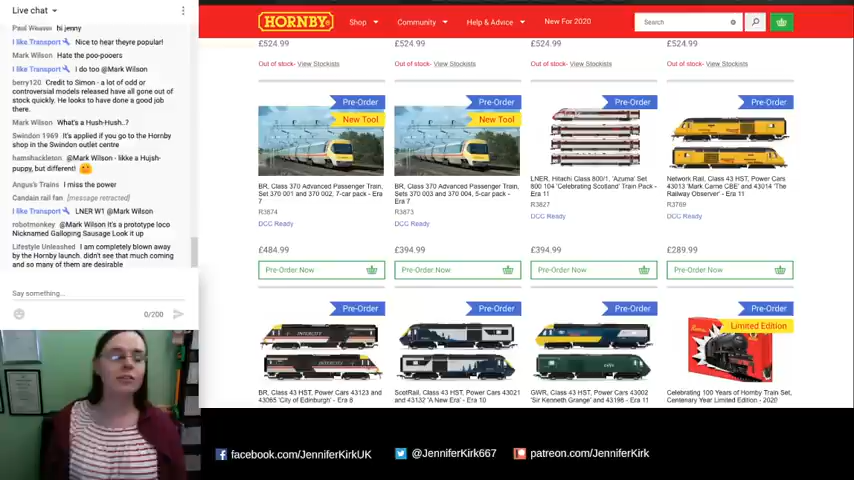 Live chat
Paul Weaver hi jenny
I like Transport Nice to hear theyre popular!
Mark Wilson Hate the poo-pooers
I like Transport I do too @Mark Wilson
berry120 Credit to Simon - a lot of odd or
controversial models released have all gone out
of stock quickly. He looks to have done a good job
there.
Mark Wilson What's a Hush-Hush..?
Swindon 1969 It's applied if you go to the Hornby
shop in the Swindon outlet centre
hamshackleton @Mark Wilson - likke a Hujsh-
puppy, but different!
Angus's Trains I miss the power
Candain rail fan [message retracted]
I like Transport LNER W1 @Mark Wilson
robotmonkey @Mark Wilson It's a prototype loco
Nicknamed Galloping Sausage Look it up
Lifestyle Unleashed I am completely blown away
by the Hornby launch. didn't see that much coming
and so many of them are desirable
Say something...
0/200
HORNBY
Shop
Community
Help & Advice
New For 2020
Search
£524.99
£524.99
£524.99
£524.99
Out of stock- View Stockists
Out of stock- View Stockists
Out of stock- View Stockists
Out of stock- View Stockists
Pre-Order
New Tool
BR, Class 370 Advanced Passenger Train,
Set 370 001 and 370 002, 7-car pack - Era
7
R3874
DCC Ready
£484.99
Pre-Order Now
Pre-Order
New Tool
BR, Class 370 Advanced Passenger Train,
Sets 370 003 and 370 004, 5-car pack - Era
7
R3873
DCC Ready
£394.99
Pre-Order Now
Pre-Order
LNER, Hitachi Class 800/1, 'Azuma' Set
800 104 'Celebrating Scotland' Train Pack -
Era 11
R3827
DCC Ready
£394.99
Pre-Order Now
Pre-Order
Network Rail, Class 43 HST, Power Cars
43013 'Mark Carne CBE' and 43014 'The
Railway Observer' - Era 11
R3769
DCC Ready
£289.99
Pre-Order Now
Pre-Order
BR, Class 43 HST, Power Cars 43123 and
43065 'City of Edinburgh' - Era 8
Pre-Order
ScotRail, Class 43 HST, Power Cars 43021
and 43132 'A New Era' - Era 10
Pre-Order
GWR, Class 43 HST, Power Cars 43002
'Sir Kenneth Grange' and 43198 - Era 11
Pre-Order
Limited Edition
Celebrating 100 Years of Hornby Train Set,
Centenary Year Limited Edition - 2020
facebook.com/JenniferKirkUK
@JenniferKirk667
patreon.com/JenniferKirk